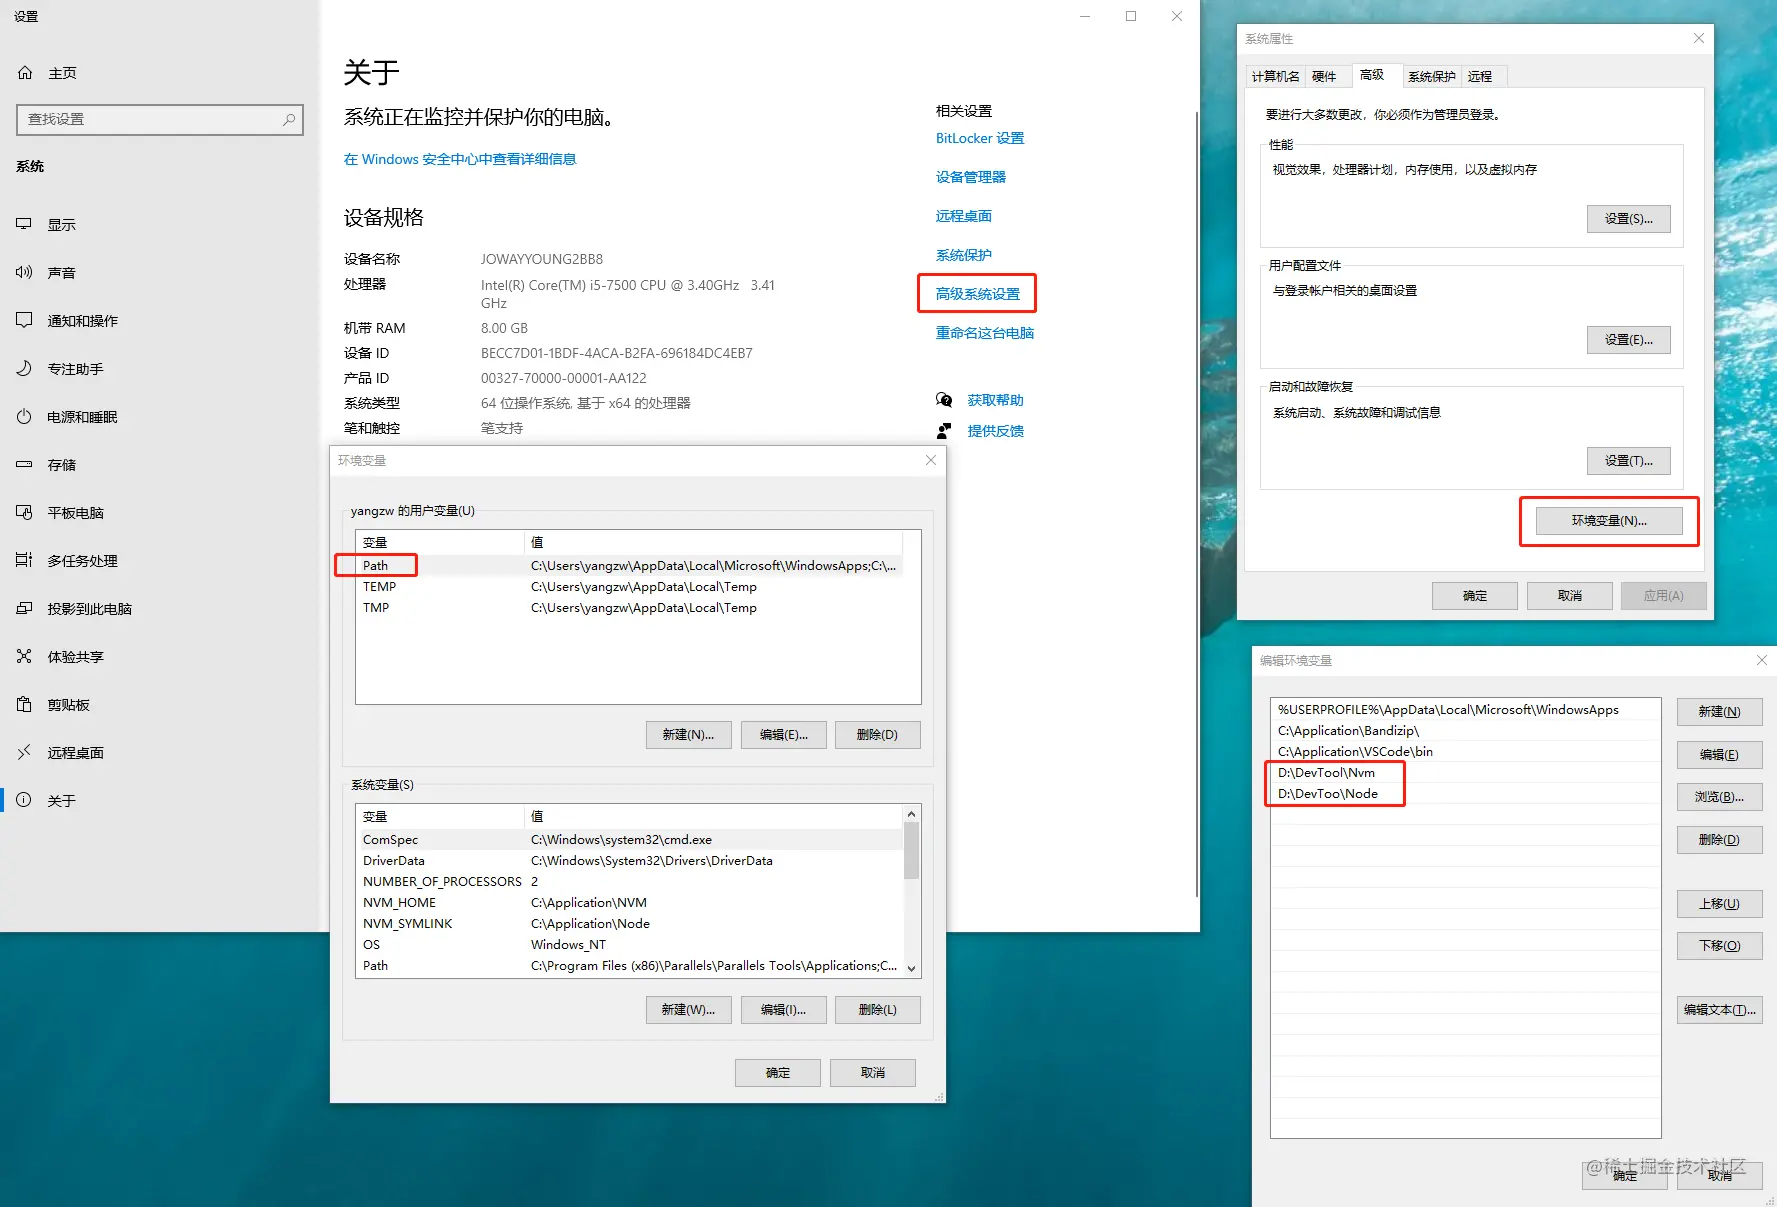 设置
主页
查找设置
系统
显示
声音
通知和操作
专注助手
电源和睡眠
存储
平板电脑
多任务处理
投影到此电脑
体验共享
剪贴板
远程桌面
关于
关于
系统正在监控并保护你的电脑。
在 Windows 安全中心中查看详细信息
设备规格
设备名称 JOWAYYOUNG2BB8
处理器 Intel(R) Core(TM) i5-7500 CPU @ 3.40GHz 3.41
GHz
机带 RAM 8.00 GB
设备 ID BECC7D01-1BDF-4ACA-B2FA-696184DC4EB7
产品 ID 00327-70000-00001-AA122
系统类型 64 位操作系统, 基于 x64 的处理器
笔和触控 笔支持
相关设置
BitLocker 设置
设备管理器
远程桌面
系统保护
高级系统设置
重命名这台电脑
获取帮助
提供反馈
环境变量
yangzw 的用户变量(U)
变量 值
Path C:\Users\yangzw\AppData\Local\Microsoft\WindowsApps;C:\...
TEMP C:\Users\yangzw\AppData\Local\Temp
TMP C:\Users\yangzw\AppData\Local\Temp
新建(N)... 编辑(E)... 删除(D)
系统变量(S)
变量 值
ComSpec C:\Windows\system32\cmd.exe
DriverData C:\Windows\System32\Drivers\DriverData
NUMBER_OF_PROCESSORS 2
NVM_HOME C:\Application\NVM
NVM_SYMLINK C:\Application\Node
OS Windows_NT
Path C:\Program Files (x86)\Parallels\Parallels Tools\Applications;C...
新建(W)... 编辑(I)... 删除(L)
确定 取消
系统属性
计算机名 硬件 高级 系统保护 远程
要进行大多数更改，你必须作为管理员登录。
性能
视觉效果，处理器计划，内存使用，以及虚拟内存
设置(S)...
用户配置文件
与登录帐户相关的桌面设置
设置(E)...
启动和故障恢复
系统启动、系统故障和调试信息
设置(T)...
环境变量(N)...
确定 取消 应用(A)
编辑环境变量
%USERPROFILE%\AppData\Local\Microsoft\WindowsApps
C:\Application\Bandizip\
C:\Application\VSCode\bin
D:\DevTool\Nvm
D:\DevToo\Node
新建(N)
编辑(E)
浏览(B)...
删除(D)
上移(U)
下移(O)
编辑文本(T)...
确定 取消
@稀土掘金技术社区